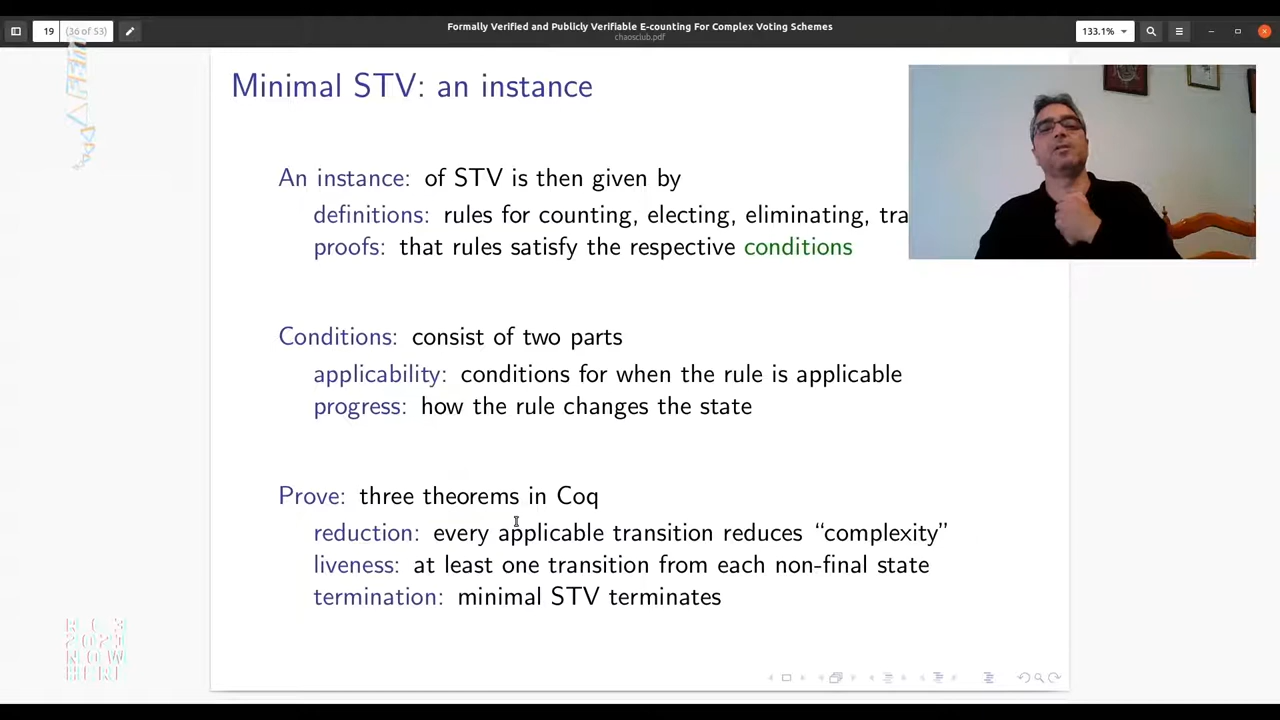 Formally Verified and Publicly Verifiable E-counting For Complex Voting Schemes
chaosclub.pdf
19 (36 of 53)
133.1%
Minimal STV: an instance
An instance: of STV is then given by
definitions: rules for counting, electing, eliminating, tra
proofs: that rules satisfy the respective conditions
Conditions: consist of two parts
applicability: conditions for when the rule is applicable
progress: how the rule changes the state
Prove: three theorems in Coq
reduction: every applicable transition reduces “complexity”
liveness: at least one transition from each non-final state
termination: minimal STV terminates
NOW
HERE